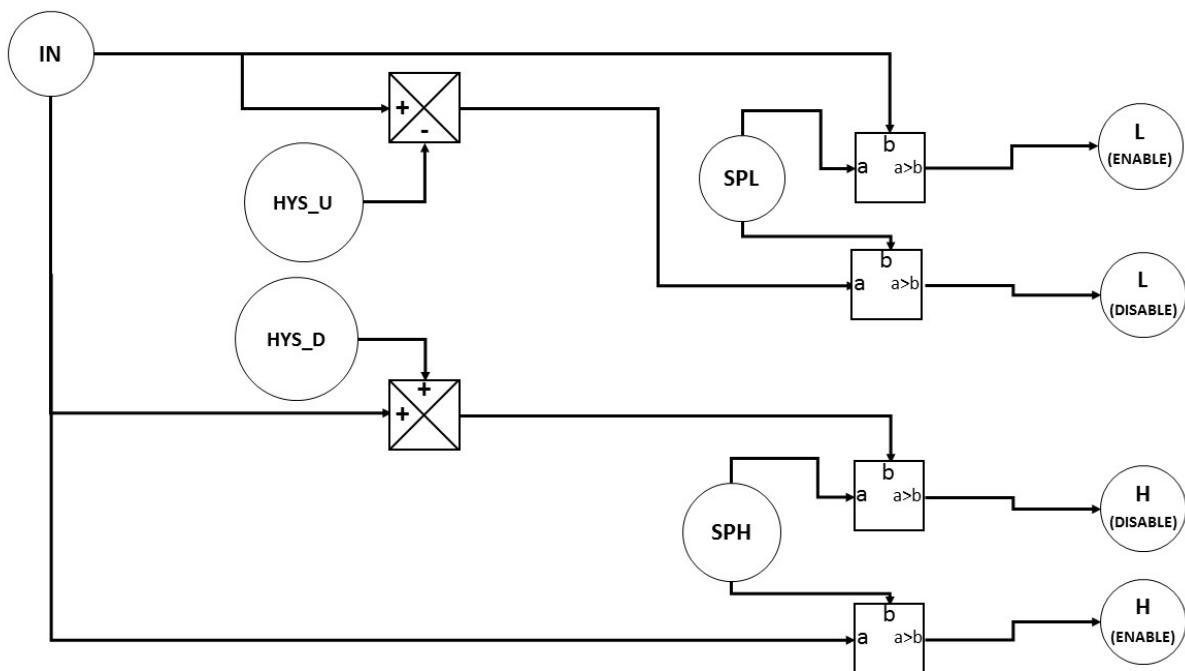 IN
+
-
HYS_U
SPL
b
a a>b
L
(ENABLE)
b
a a>b
L
(DISABLE)
HYS_D
+
+
b
a a>b
H
(DISABLE)
SPH
b
a a>b
H
(ENABLE)